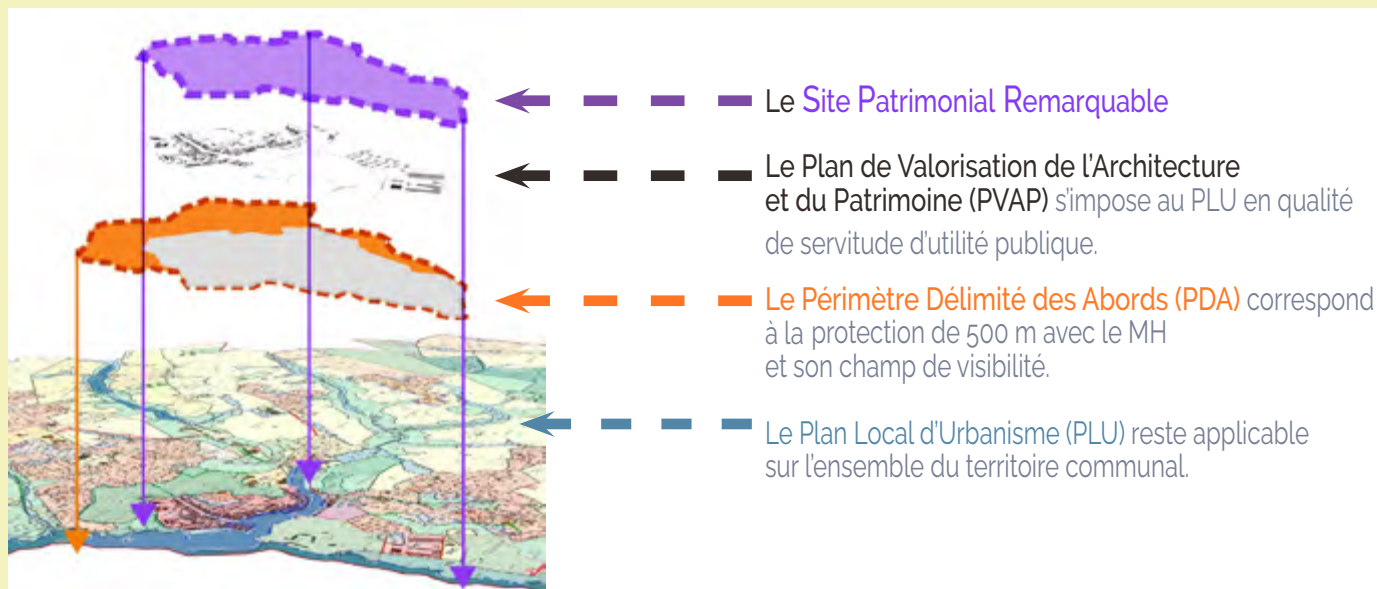 Le Site Patrimonial Remarquable
Le Plan de Valorisation de l'Architecture
et du Patrimoine (PVAP) s'impose au PLU en qualité
de servitude d'utilité publique.
Le Périmètre Délimité des Abords (PDA) correspond
à la protection de 500 m avec le MH
et son champ de visibilité.
Le Plan Local d'Urbanisme (PLU) reste applicable
sur l'ensemble du territoire communal.